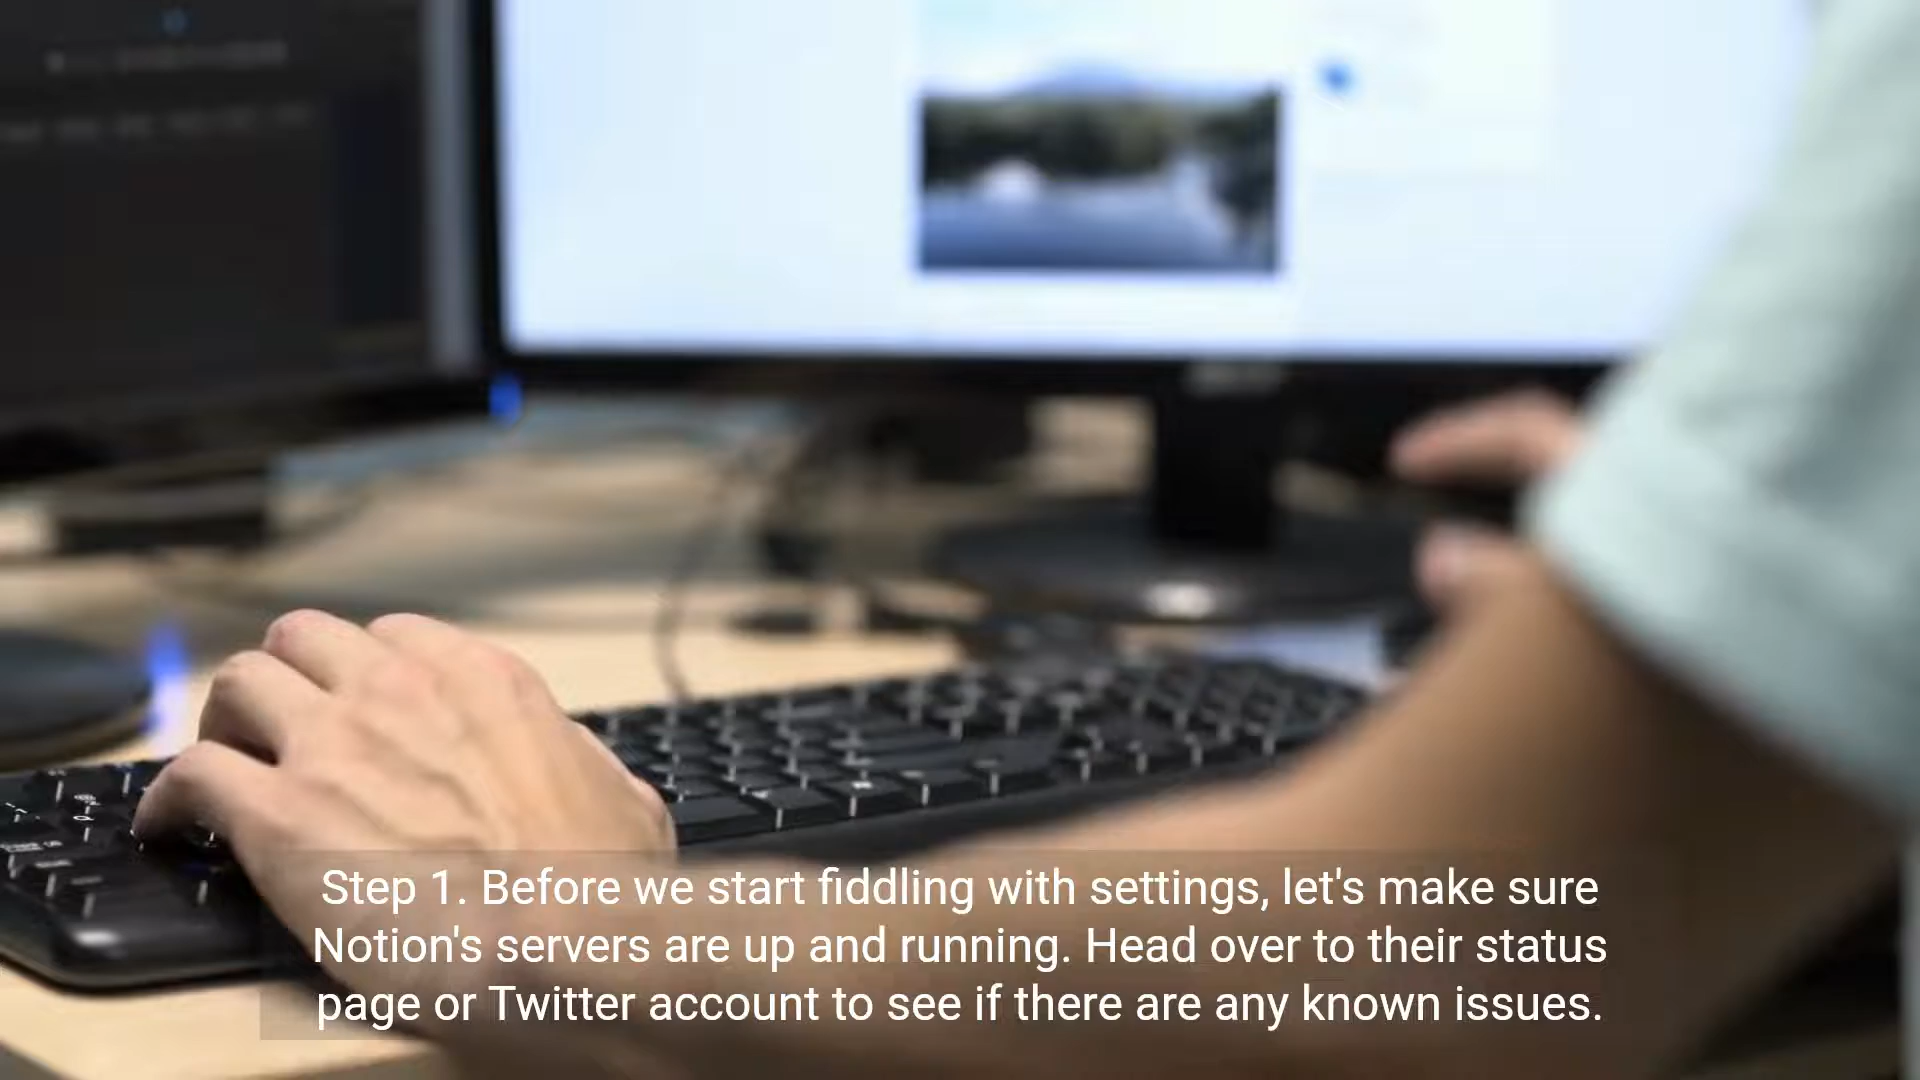 Step 1. Before we start fiddling with settings, let's make sure
Notion's servers are up and running. Head over to their status
page or Twitter account to see if there are any known issues.